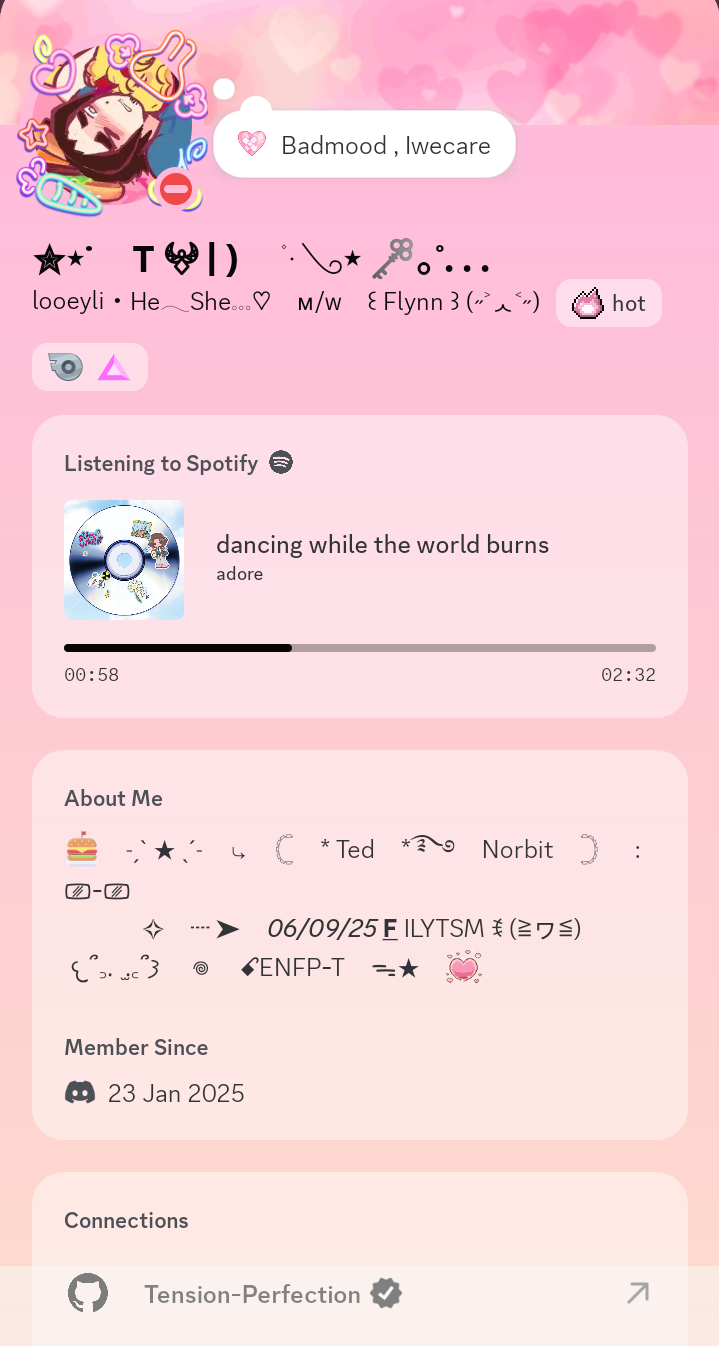 Badmood , Iwecare
✮⋆˙ T 𐂂 | ) ˚. ݁₊ ⋆ 🗝 ｡˚...
looeyli • He𓂃She𓈒𓈒𓈒♡ ᴍ/ᴡ ꒰ Flynn ꒱ (˶˃ ᆺ ˂˶) hot
Listening to Spotify
dancing while the world burns
adore
00:58 02:32
About Me
🍔 -ˏˋ ★ ˎˊ- ⤷ * Ted * Norbit :
⎚-⎚
✧ ┈➤ 06/09/25 F ILYTSM (≧ヮ≦)
ENFP-T ★
Member Since
23 Jan 2025
Connections
Tension-Perfection